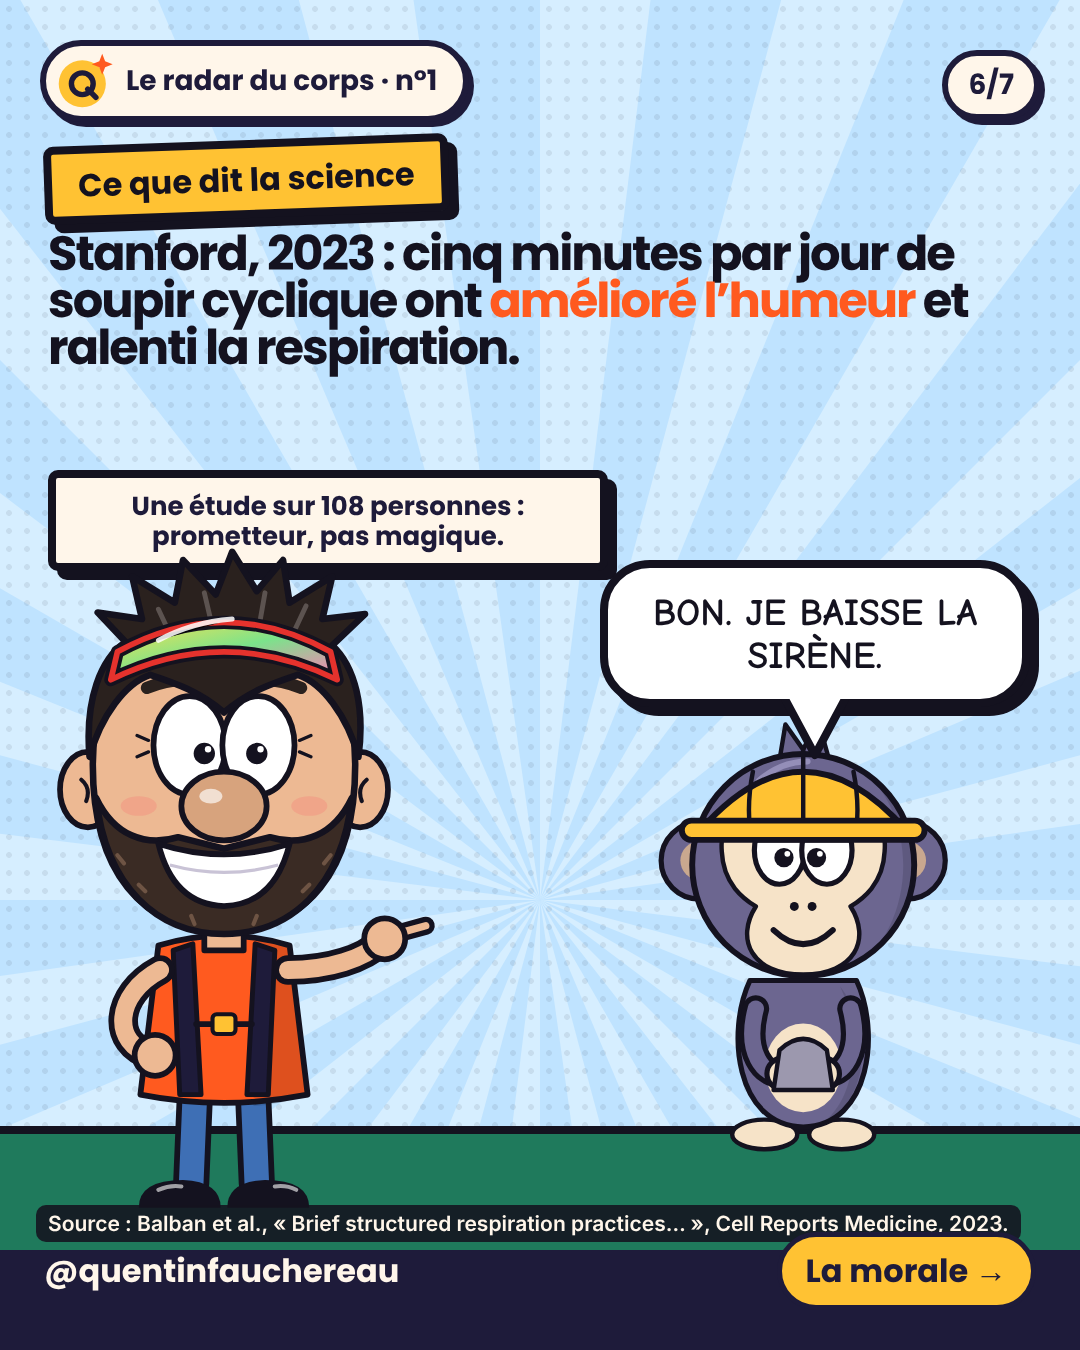 Q Le radar du corps · n°1
6/7
Ce que dit la science
Stanford, 2023 : cinq minutes par jour de
soupir cyclique ont amélioré l’humeur et
ralenti la respiration.
Une étude sur 108 personnes :
prometteur, pas magique.
BON. JE BAISSE LA
SIRÈNE.
Source : Balban et al., « Brief structured respiration practices… », Cell Reports Medicine, 2023.
@quentinfauchereau
La morale →